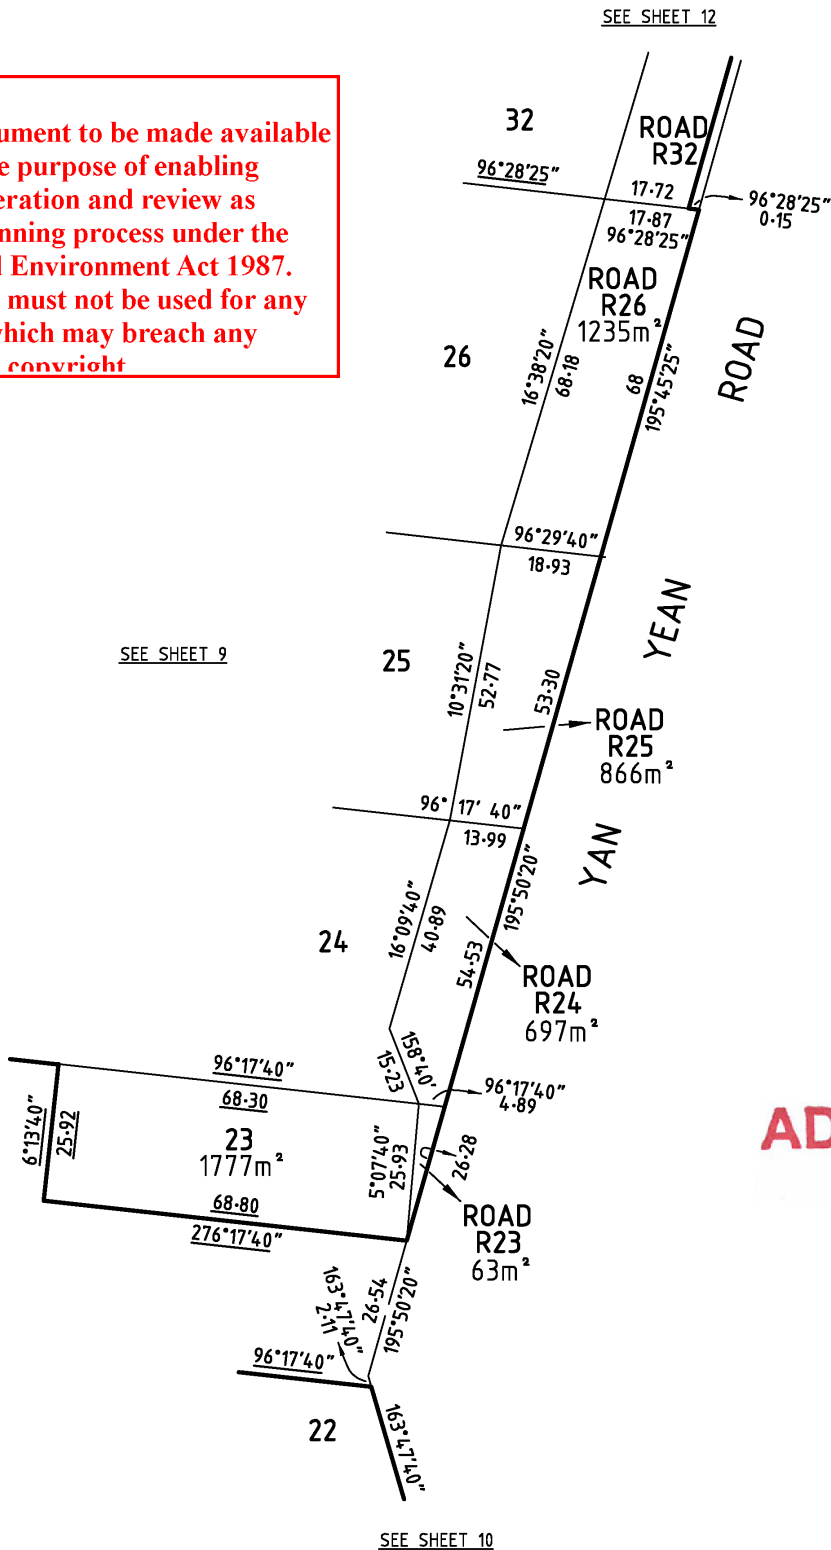 SEE SHEET 12
ument to be made available
e purpose of enabling
eration and review as
nning process under the
Environment Act 1987.
must not be used for any
which may breach any
copyright
32
ROAD
R32
96°28'25"
17·72
96°28'25"
0·15
17·87
96°28'25"
ROAD
R26
1235m²
26
16°38'20"
68·18
68
195°45'25"
ROAD
96°29'40"
18·93
YEAN
SEE SHEET 9
25
10°31'20"
52·77
53·30
ROAD
R25
866m²
96° 17' 40"
13·99
YAN
195°50'20"
24
16°09'40"
40·89
54·53
ROAD
R24
697m²
158°40'
15·23
96°17'40"
68·30
96°17'40"
4·89
6°13'40"
25·92
23
1777m²
5°07'40"
25·93
26·28
AD
68·80
276°17'40"
ROAD
R23
63m²
163°47'40"
2·11
26·54
195°50'20"
96°17'40"
22
163°47'40"
SEE SHEET 10